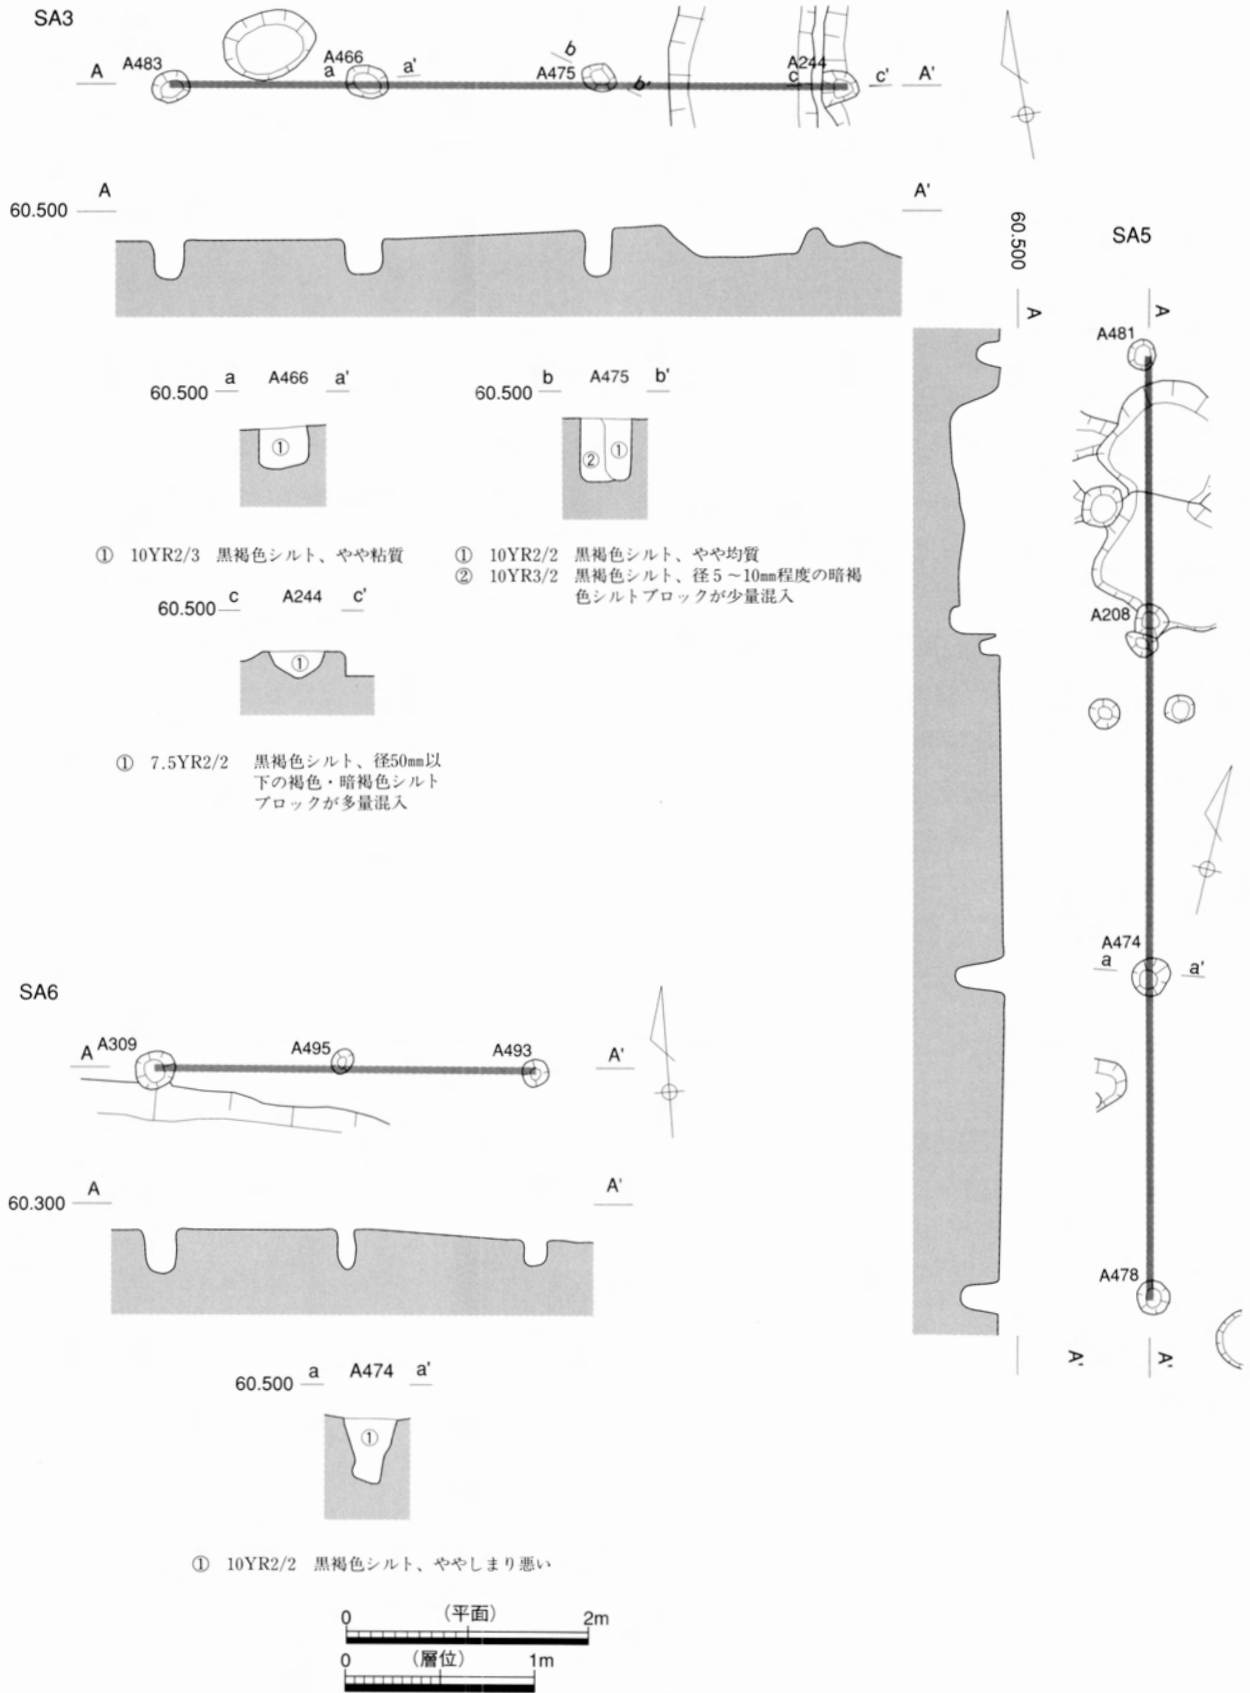 SA3
A A483 A466 a a' A475 b b' A244 c c' A'
A A'
60.500
60.500 a A466 a'
①
① 10YR2/3 黒褐色シルト、やや粘質
60.500 b A475 b'
② ①
① 10YR2/2 黒褐色シルト、やや均質
② 10YR3/2 黒褐色シルト、径5～10㎜程度の暗褐
色シルトブロックが少量混入
60.500 c A244 c'
①
① 7.5YR2/2 黒褐色シルト、径50㎜以
下の褐色・暗褐色シルト
ブロックが多量混入
SA5
60.500
A A
A481
A208
A474
a a'
A478
A' A'
SA6
A A309 A495 A493 A'
60.300 A A'
60.500 a A474 a'
①
① 10YR2/2 黒褐色シルト、ややしまり悪い
0 (平面) 2m
0 (層位) 1m